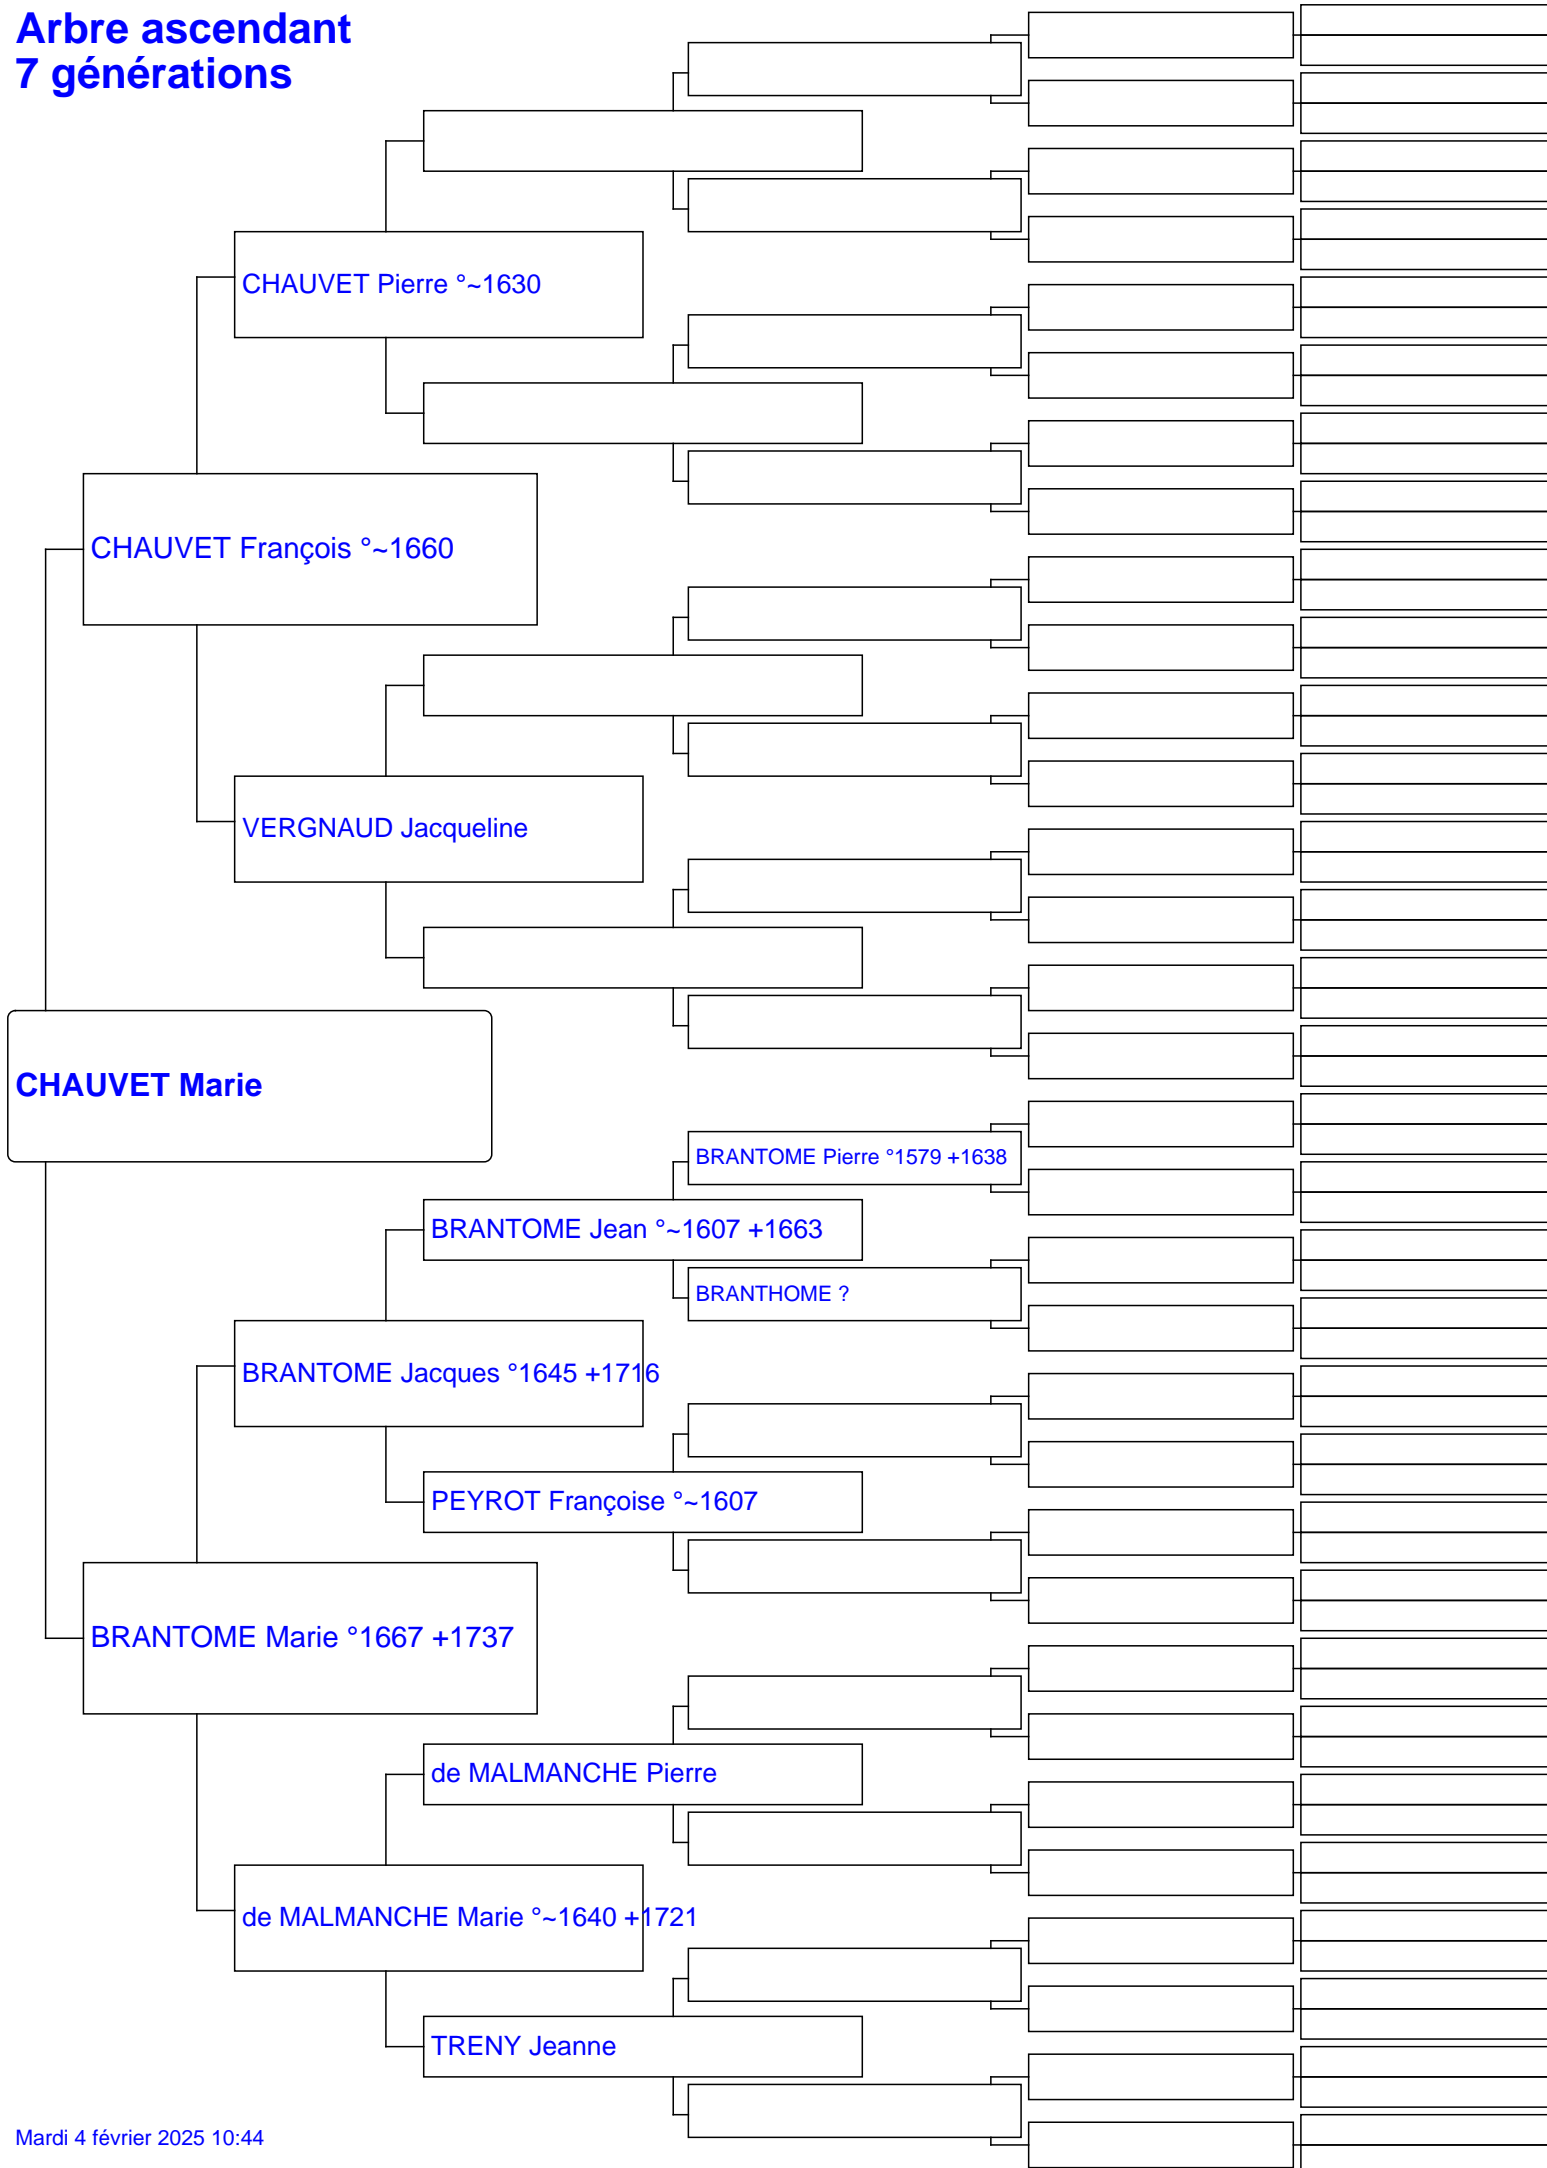 Arbre ascendant
7 générations
CHAUVET Pierre °~1630
CHAUVET François °~1660
VERGNAUD Jacqueline
CHAUVET Marie
BRANTOME Pierre °1579 +1638
BRANTOME Jean °~1607 +1663
BRANTHOME ?
BRANTOME Jacques °1645 +1716
PEYROT Françoise °~1607
BRANTOME Marie °1667 +1737
de MALMANCHE Pierre
de MALMANCHE Marie °~1640 +1721
TRENY Jeanne
Mardi 4 février 2025 10:44